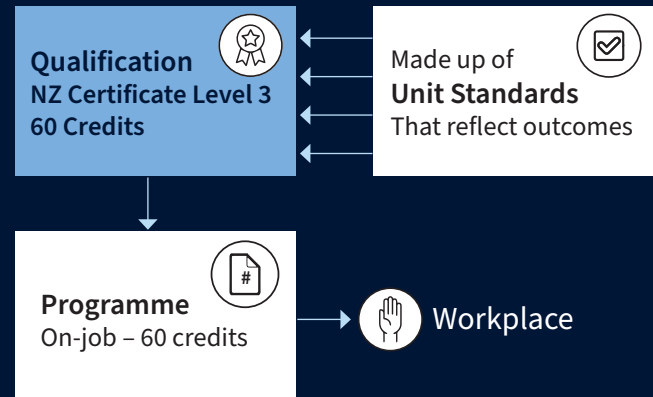 Qualification
NZ Certificate Level 3
60 Credits
Made up of
Unit Standards
That reflect outcomes
#
Programme
On-job – 60 credits
Workplace